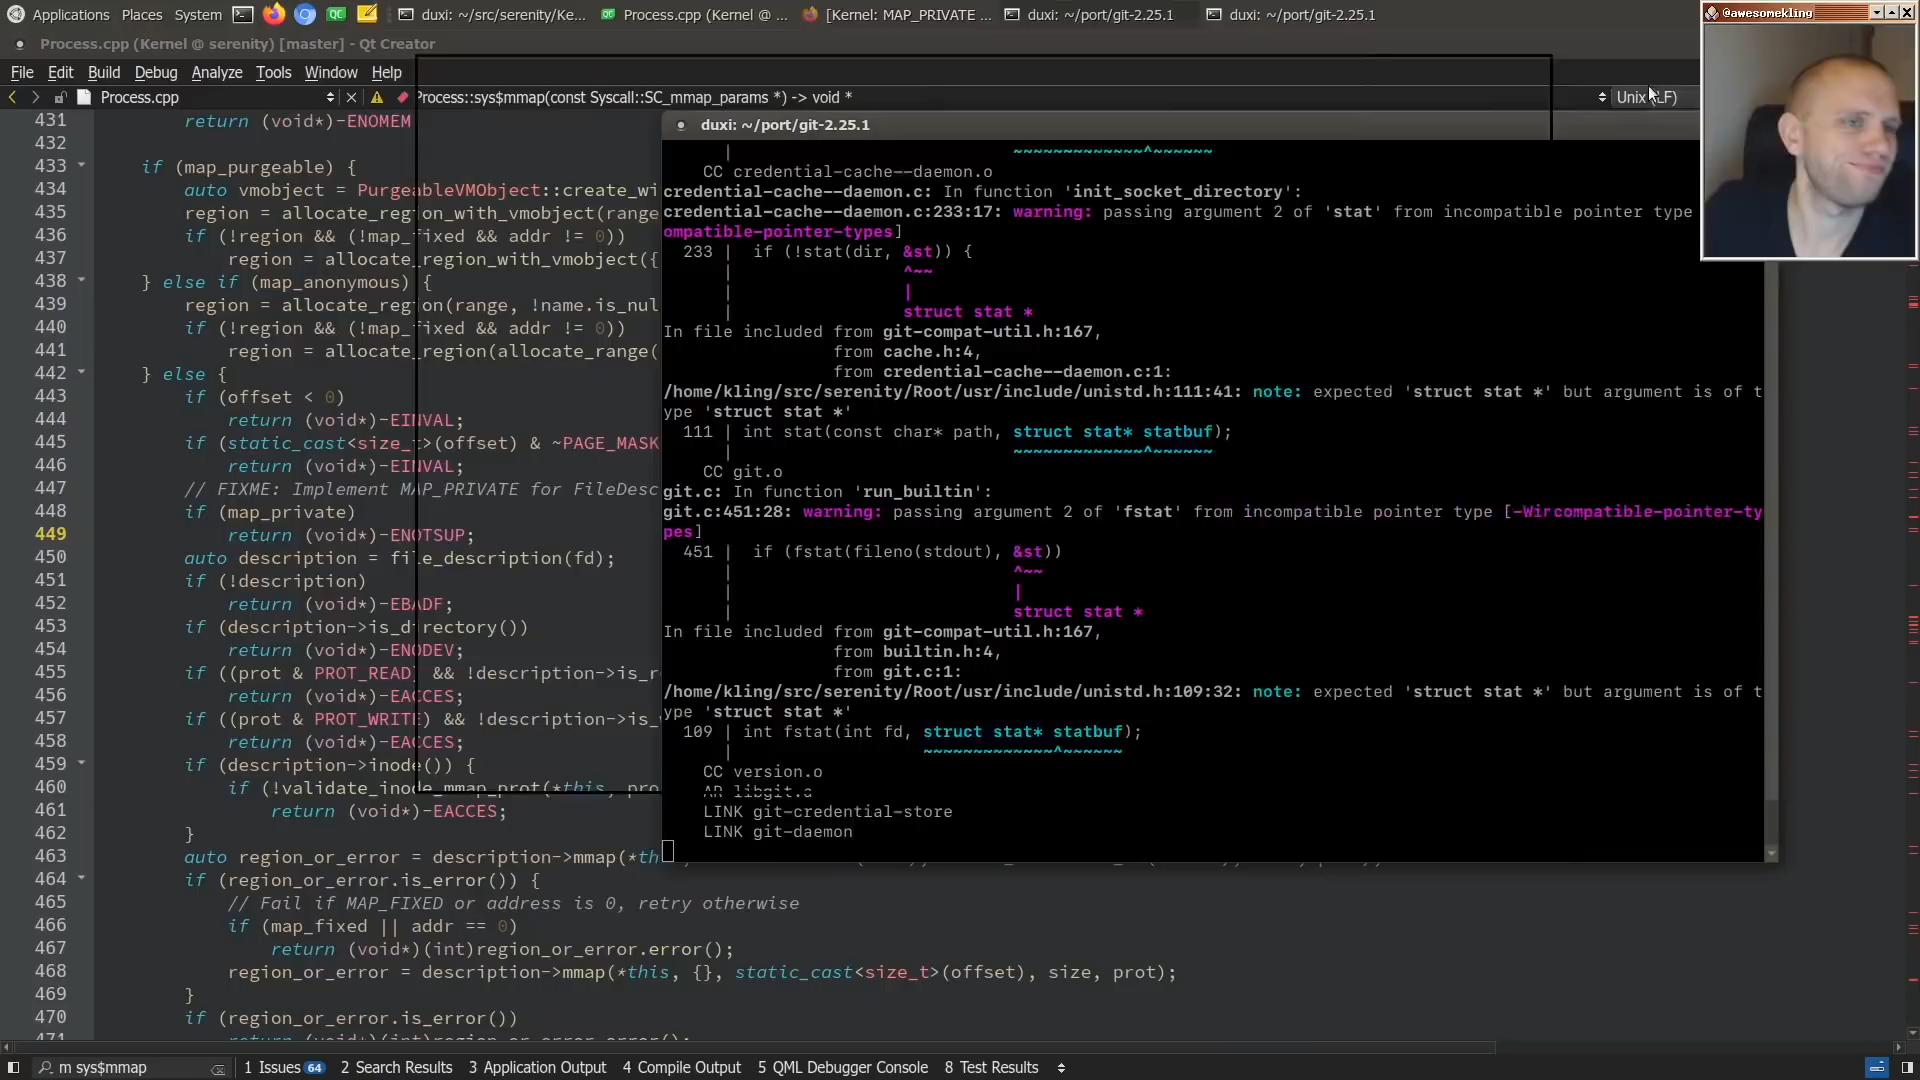 Applications Places System
duxi: ~/src/serenity/Ke...
Process.cpp (Kernel @ ...
[Kernel: MAP_PRIVATE ...
duxi: ~/port/git-2.25.1
duxi: ~/port/git-2.25.1
@awesomekling
Process.cpp (Kernel @ serenity) [master] - Qt Creator
File Edit Build Debug Analyze Tools Window Help
Process.cpp
Process::sys$mmap(const Syscall::SC_mmap_params *) -> void *
Unix (LF)
431 return (void*)-ENOMEM
432
433 if (map_purgeable) {
434 auto vmobject = PurgeableVMObject::create_wi
435 region = allocate_region_with_vmobject(range
436 if (!region && (!map_fixed && addr != 0))
437 region = allocate_region_with_vmobject({
438 } else if (map_anonymous) {
439 region = allocate_region(range, !name.is_nul
440 if (!region && (!map_fixed && addr != 0))
441 region = allocate_region(allocate_range(
442 } else {
443 if (offset < 0)
444 return (void*)-EINVAL;
445 if (static_cast<size_t>(offset) & ~PAGE_MASK
446 return (void*)-EINVAL;
447 // FIXME: Implement MAP_PRIVATE for FileDesc
448 if (map_private)
449 return (void*)-ENOTSUP;
450 auto description = file_description(fd);
451 if (!description)
452 return (void*)-EBADF;
453 if (description->is_directory())
454 return (void*)-ENODEV;
455 if ((prot & PROT_READ) && !description->is_r
456 return (void*)-EACCES;
457 if ((prot & PROT_WRITE) && !description->is_
458 return (void*)-EACCES;
459 if (description->inode()) {
460 if (!validate_inode_mmap_prot(*this, pro
461 return (void*)-EACCES;
462 }
463 auto region_or_error = description->mmap(*th
464 if (region_or_error.is_error()) {
465 // Fail if MAP_FIXED or address is 0, retry otherwise
466 if (map_fixed || addr == 0)
467 return (void*)(int)region_or_error.error();
468 region_or_error = description->mmap(*this, {}, static_cast<size_t>(offset), size, prot);
469 }
470 if (region_or_error.is_error())
duxi: ~/port/git-2.25.1
| ~~~~~~~~~~~~~^~~~~~~
CC credential-cache--daemon.o
credential-cache--daemon.c: In function 'init_socket_directory':
credential-cache--daemon.c:233:17: warning: passing argument 2 of 'stat' from incompatible pointer type
ompatible-pointer-types]
233 | if (!stat(dir, &st)) {
| ^~~
| |
| struct stat *
In file included from git-compat-util.h:167,
from cache.h:4,
from credential-cache--daemon.c:1:
/home/kling/src/serenity/Root/usr/include/unistd.h:111:41: note: expected 'struct stat *' but argument is of t
ype 'struct stat *'
111 | int stat(const char* path, struct stat* statbuf);
| ~~~~~~~~~~~~~^~~~~~~
CC git.o
git.c: In function 'run_builtin':
git.c:451:28: warning: passing argument 2 of 'fstat' from incompatible pointer type [-Wincompatible-pointer-ty
pes]
451 | if (fstat(fileno(stdout), &st))
| ^~~
| |
| struct stat *
In file included from git-compat-util.h:167,
from builtin.h:4,
from git.c:1:
/home/kling/src/serenity/Root/usr/include/unistd.h:109:32: note: expected 'struct stat *' but argument is of t
ype 'struct stat *'
109 | int fstat(int fd, struct stat* statbuf);
| ~~~~~~~~~~~~~^~~~~~~
CC version.o
AR libgit.a
LINK git-credential-store
LINK git-daemon
m sys$mmap
1 Issues 64 2 Search Results 3 Application Output 4 Compile Output 5 QML Debugger Console 8 Test Results